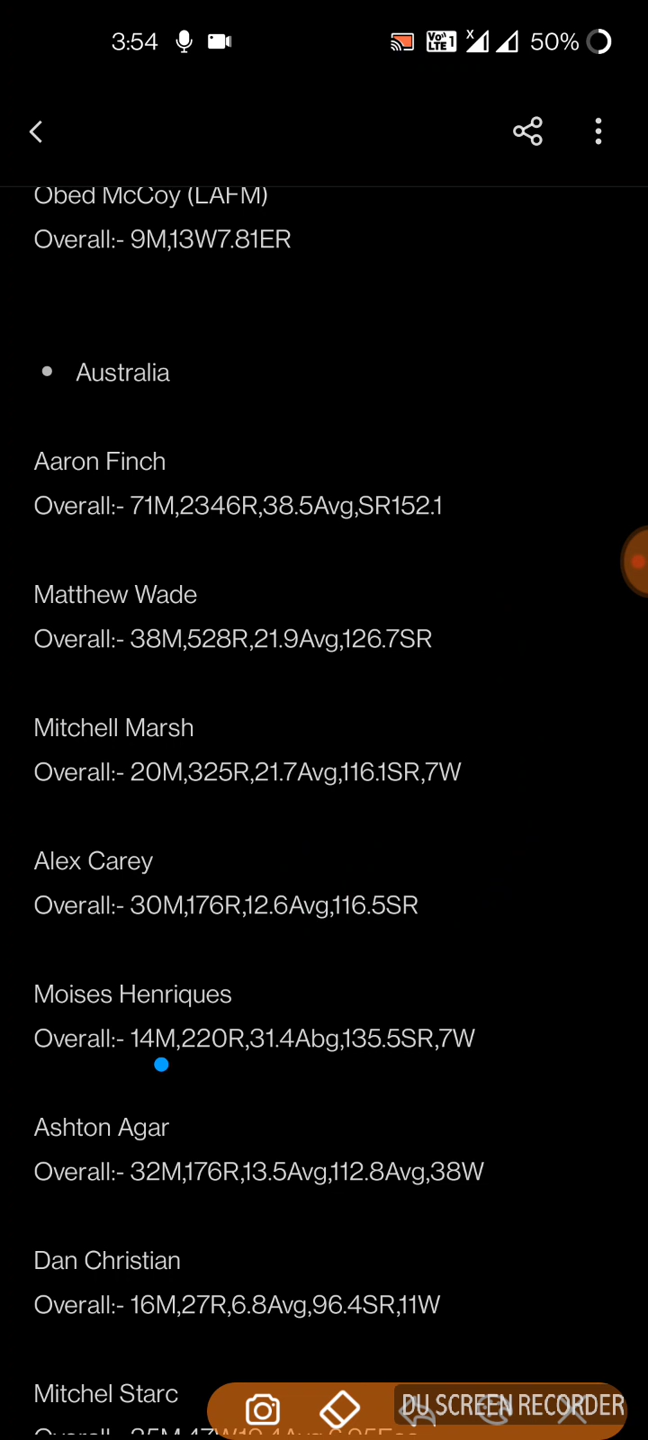 3:54
Vo)) LTE 1
X
50%
Obed McCoy (LAFM)
Overall:- 9M,13W7.81ER
Australia
Aaron Finch
Overall:- 71M,2346R,38.5Avg,SR152.1
Matthew Wade
Overall:- 38M,528R,21.9Avg,126.7SR
Mitchell Marsh
Overall:- 20M,325R,21.7Avg,116.1SR,7W
Alex Carey
Overall:- 30M,176R,12.6Avg,116.5SR
Moises Henriques
Overall:- 14M,220R,31.4Abg,135.5SR,7W
Ashton Agar
Overall:- 32M,176R,13.5Avg,112.8Avg,38W
Dan Christian
Overall:- 16M,27R,6.8Avg,96.4SR,11W
Mitchel Starc
DU SCREEN RECORDER